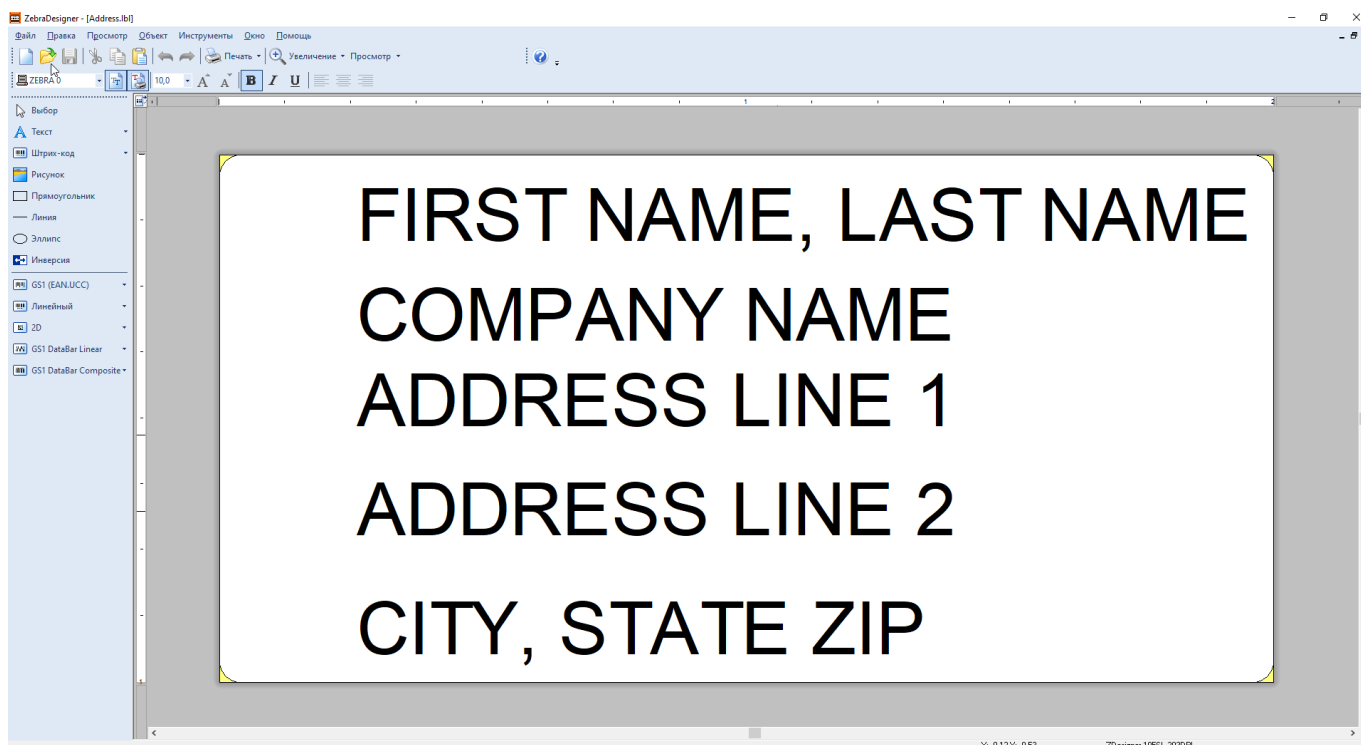 ZebraDesigner - [Address.lbl]
Файл Правка Просмотр Объект Инструменты Окно Помощь
Печать Увеличение Просмотр
ZEBRA 0 10,0 A A B I U
Выбор
Текст
Штрих-код
Рисунок
Прямоугольник
Линия
Эллипс
Инверсия
GS1 (EAN.UCC)
Линейный
2D
GS1 DataBar Linear
GS1 DataBar Composite
1 2
FIRST NAME, LAST NAME
COMPANY NAME
ADDRESS LINE 1
ADDRESS LINE 2
CITY, STATE ZIP